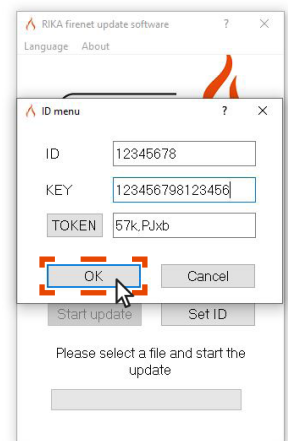 RIKA firenet update software ? ×
Language About
ID menu ? ×
ID 12345678
KEY 123456798123456
TOKEN 57k,PJxb
OK Cancel
Start update Set ID
Please select a file and start the
update